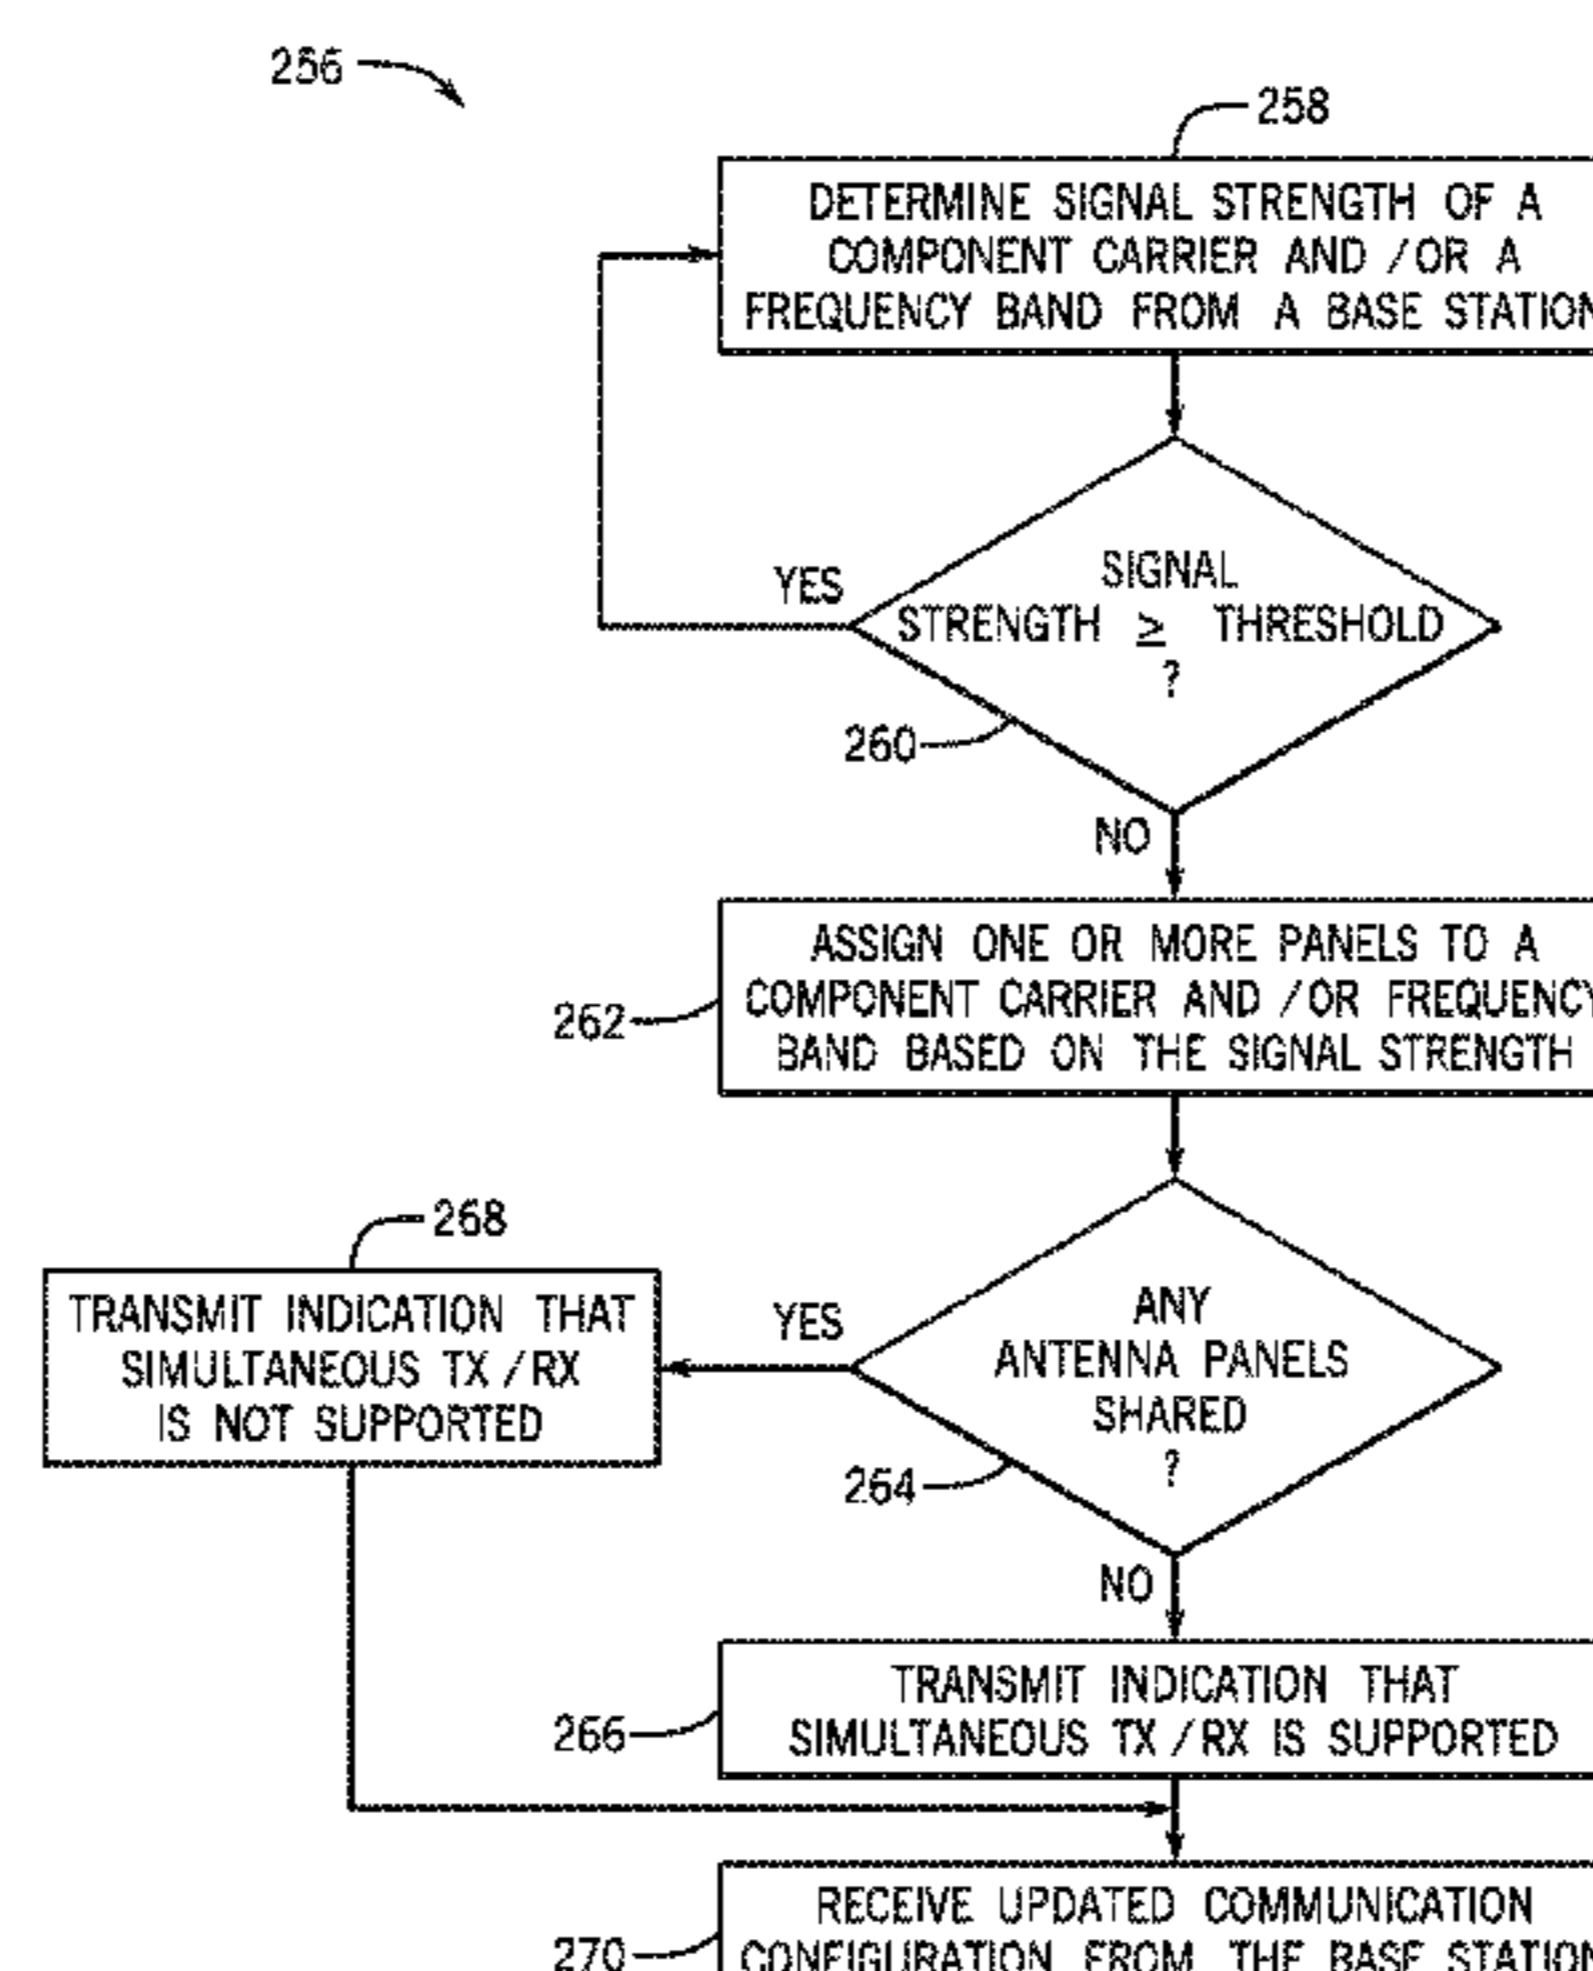 256
258
DETERMINE SIGNAL STRENGTH OF A
COMPONENT CARRIER AND /OR A
FREQUENCY BAND FROM A BASE STATION
YES
SIGNAL
STRENGTH ≥ THRESHOLD
?
260
NO
ASSIGN ONE OR MORE PANELS TO A
COMPONENT CARRIER AND /OR FREQUENCY
BAND BASED ON THE SIGNAL STRENGTH
262
268
TRANSMIT INDICATION THAT
SIMULTANEOUS TX /RX
IS NOT SUPPORTED
YES
ANY
ANTENNA PANELS
SHARED
?
264
NO
TRANSMIT INDICATION THAT
SIMULTANEOUS TX /RX IS SUPPORTED
266
RECEIVE UPDATED COMMUNICATION
CONFIGURATION FROM THE BASE STATION
270